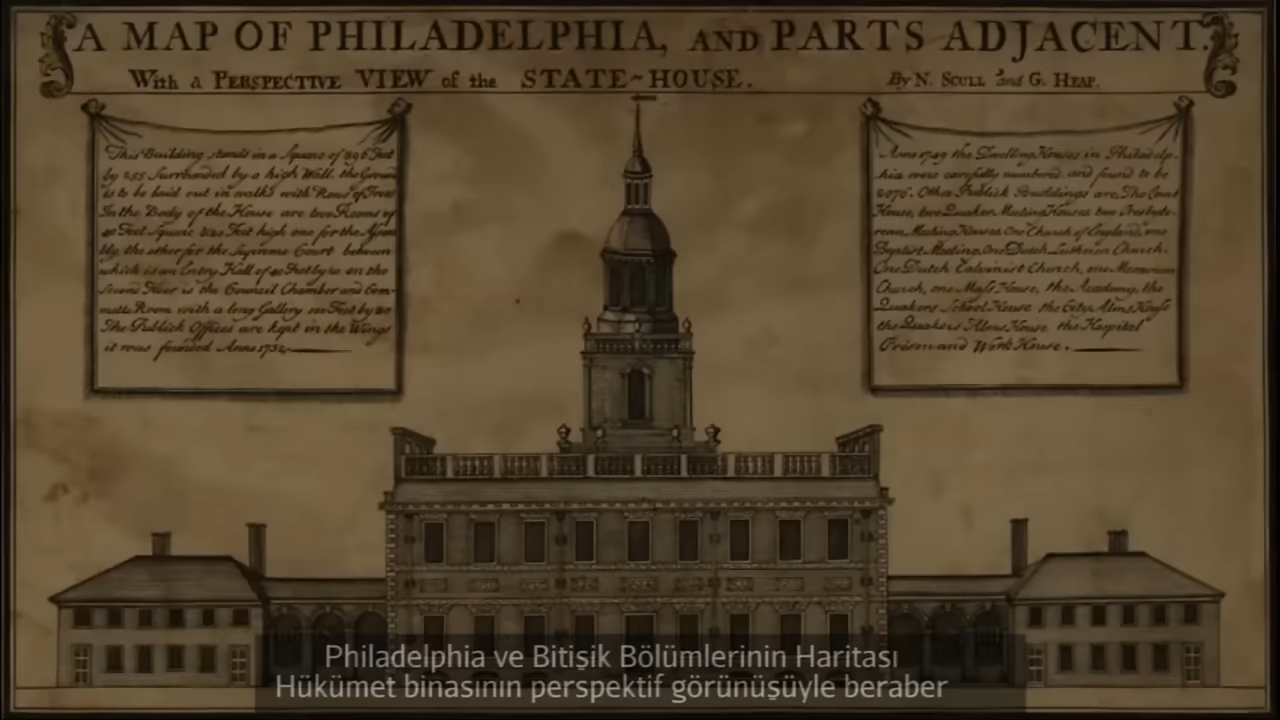 A MAP OF PHILADELPHIA, AND PARTS ADJACENT.
With a PERSPECTIVE VIEW of the STATE-HOUSE. By N. SCULL and G. HEAP.
This Building stands in a Square of 396 Feet
by 255 Surrounded by a high Wall. the Ground
is to be laid out in walks with Rows of Trees
In the Body of the House are two Rooms of
40 Feet Square & 20 Feet high one for the Assem
bly, the other for the Supreme Court between
which is an Entry Hall of 40 Feet by 20 on the
Second Floor is the Council Chamber and Com-
mitte Room with a long Gallery 100 Feet by 20
The Publick Offices are kept in the Wings
it was founded Anno 1732
Anno 1749 the Dwelling Houses in Philadelp-
hia were carefully numbered and found to be
2076. Other Publick Buildings are, The Court
House, two Quaker Meeting Houses two Presbyte-
rean Meeting Houses One Church of England, one
Baptist Meeting, One Dutch Lutheran Church.
One Dutch Calvinist Church, one Moravian
Church, one Mass House, the Academy, the
Quakers School House the City Alms House
the Quakers Alms House the Hospital
Prison and Work House.
Philadelphia ve Bitişik Bölümlerinin Haritası
Hükümet binasının perspektif görünüşüyle beraber